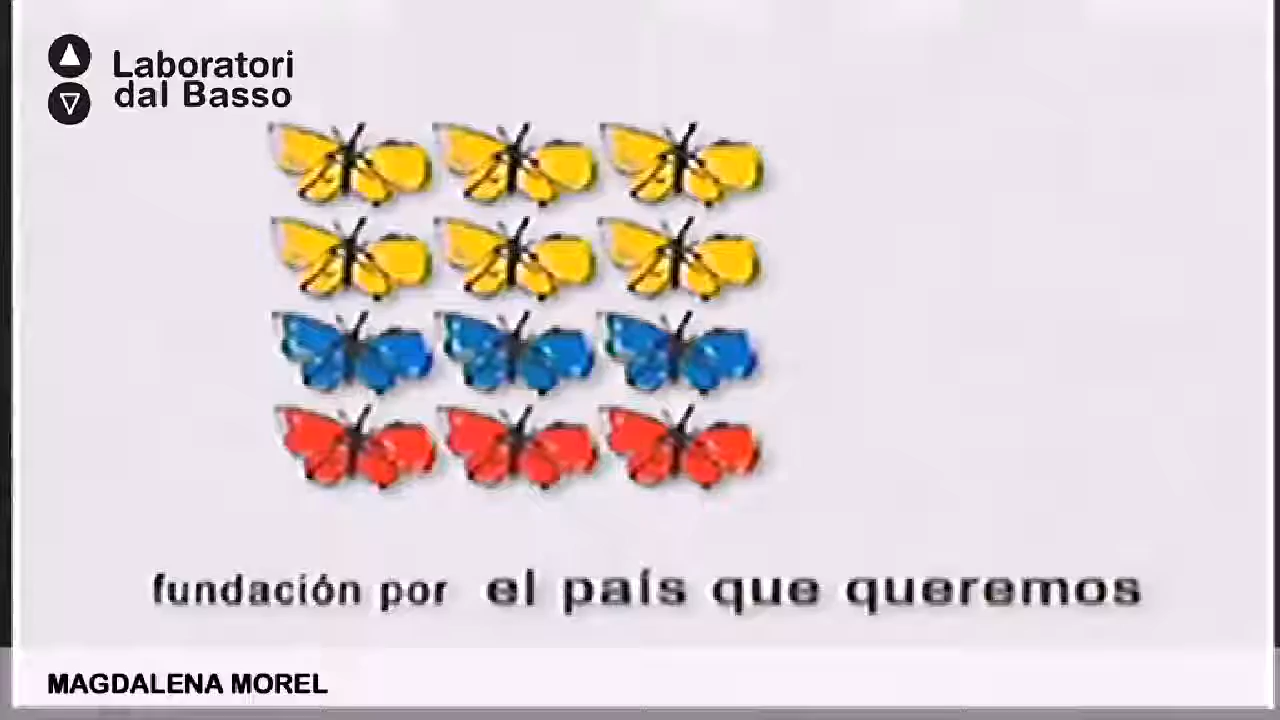 Laboratori
dal Basso
fundación por el país que queremos
MAGDALENA MOREL